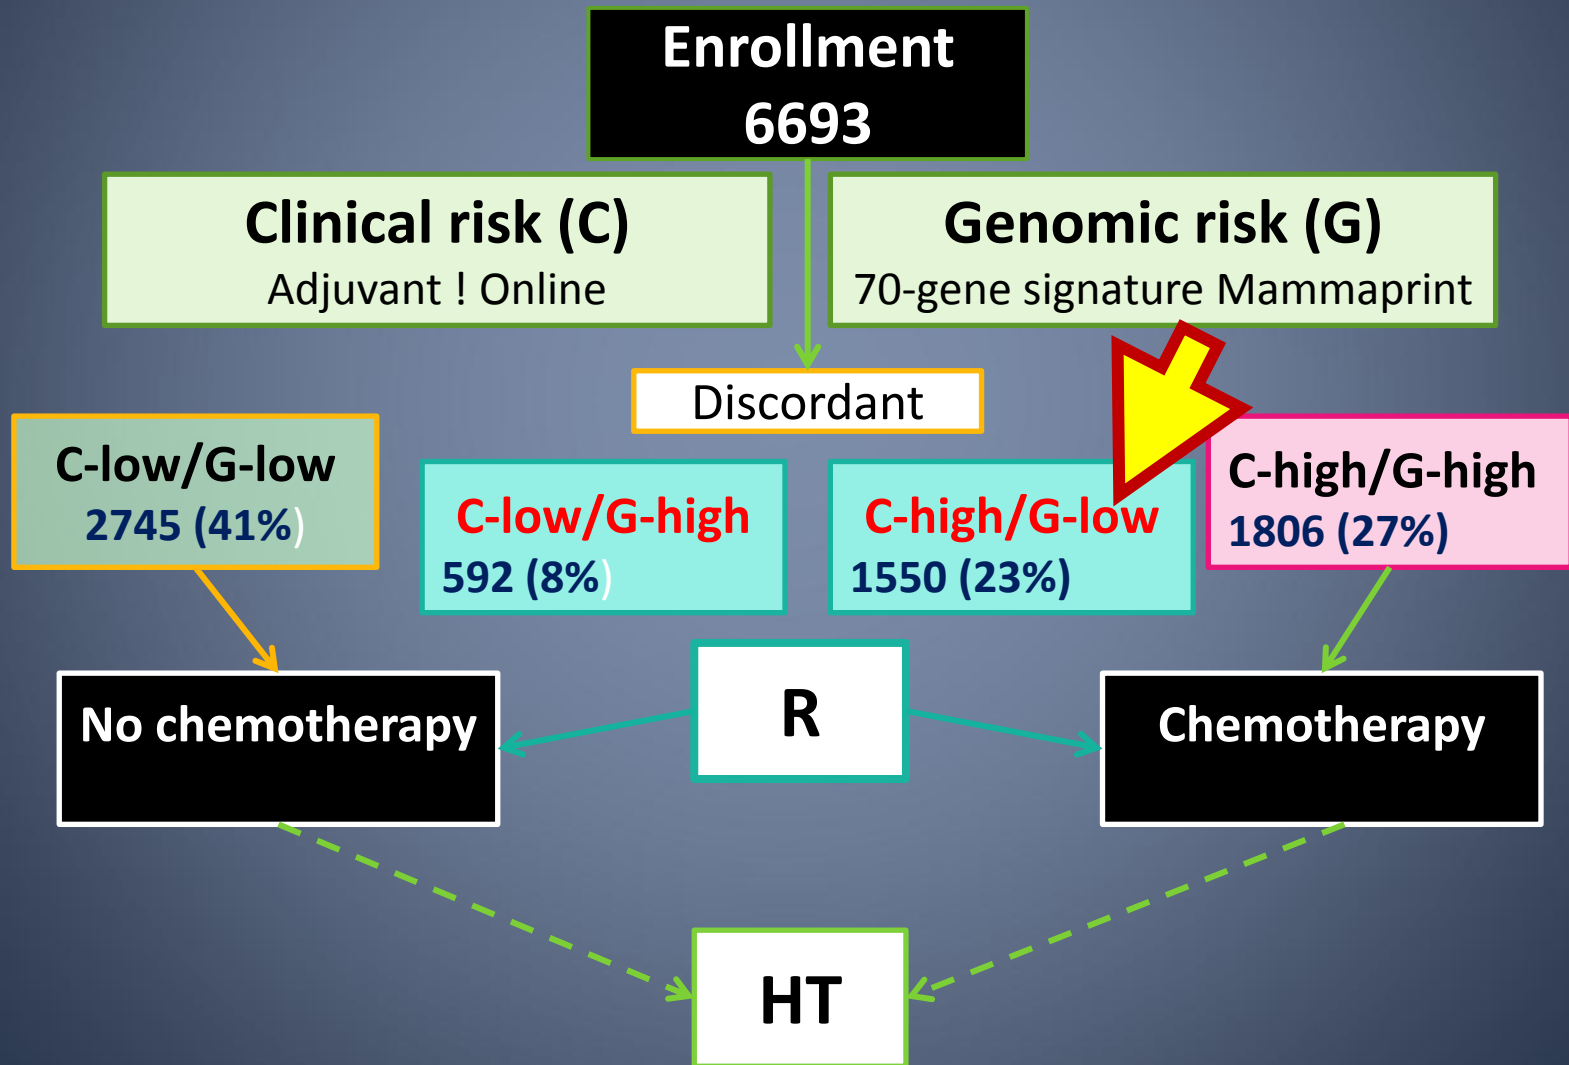 Enrollment
6693
Clinical risk (C)
Adjuvant ! Online
Genomic risk (G)
70-gene signature Mammaprint
Discordant
C-low/G-low
2745 (41%)
C-low/G-high
592 (8%)
C-high/G-low
1550 (23%)
C-high/G-high
1806 (27%)
No chemotherapy
R
Chemotherapy
HT